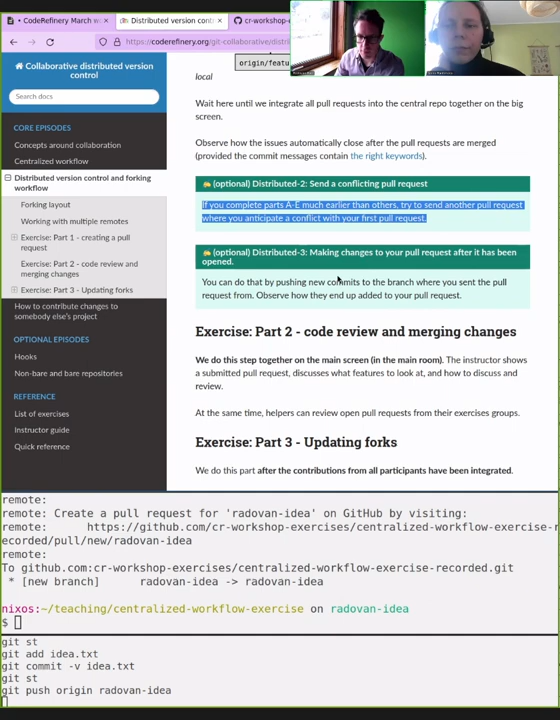 CodeRefinery March w
Distributed version cont
cr-workshop-e
https://coderefinery.org/git-collaborative/distri
Collaborative distributed version
control
Search docs
CORE EPISODES
Concepts around collaboration
Centralized workflow
Distributed version control and forking
workflow
Forking layout
Working with multiple remotes
Exercise: Part 1 - creating a pull
request
Exercise: Part 2 - code review and
merging changes
Exercise: Part 3 - Updating forks
How to contribute changes to
somebody else's project
OPTIONAL EPISODES
Hooks
Non-bare and bare repositories
REFERENCE
List of exercises
Instructor guide
Quick reference
origin/featu
local
Wait here until we integrate all pull requests into the central repo together on the big
screen.
Observe how the issues automatically close after the pull requests are merged
(provided the commit messages contain the right keywords).
(optional) Distributed-2: Send a conflicting pull request
If you complete parts A-E much earlier than others, try to send another pull request
where you anticipate a conflict with your first pull request.
(optional) Distributed-3: Making changes to your pull request after it has been
opened.
You can do that by pushing new commits to the branch where you sent the pull
request from. Observe how they end up added to your pull request.
Exercise: Part 2 - code review and merging changes
We do this step together on the main screen (in the main room). The instructor shows
a submitted pull request, discusses what features to look at, and how to discuss and
review.
At the same time, helpers can review open pull requests from their exercises groups.
Exercise: Part 3 - Updating forks
We do this part after the contributions from all participants have been integrated.
remote:
remote: Create a pull request for 'radovan-idea' on GitHub by visiting:
remote:      https://github.com/cr-workshop-exercises/centralized-workflow-exercise-r
ecorded/pull/new/radovan-idea
remote:
To github.com:cr-workshop-exercises/centralized-workflow-exercise-recorded.git
 * [new branch]      radovan-idea -> radovan-idea
nixos:~/teaching/centralized-workflow-exercise on radovan-idea
$
git st
git add idea.txt
git commit -v idea.txt
git st
git push origin radovan-idea